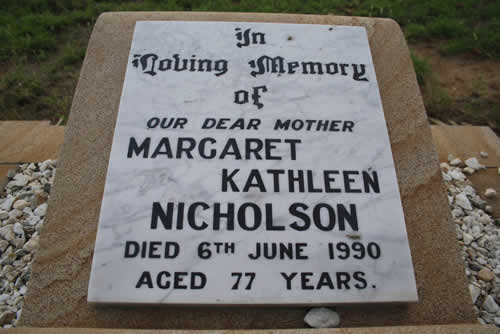 In
Loving Memory
of
OUR DEAR MOTHER
MARGARET
KATHLEEN
NICHOLSON
DIED 6TH JUNE 1990
AGED 77 YEARS.